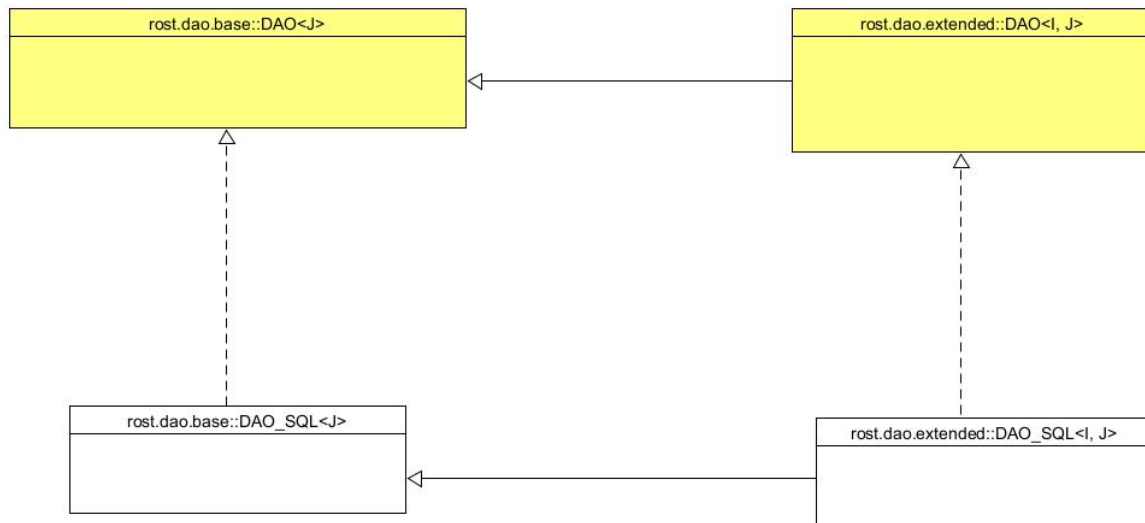 rost.dao.base::DAO<J>
rost.dao.extended::DAO<I, J>
rost.dao.base::DAO_SQL<J>
rost.dao.extended::DAO_SQL<I, J>